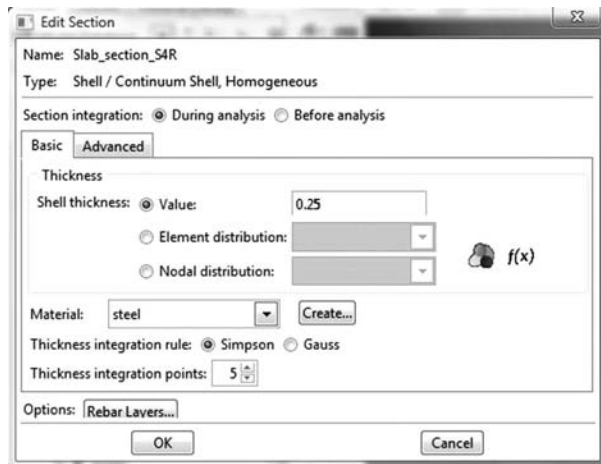 Edit Section
Name: Slab_section_S4R
Type: Shell / Continuum Shell, Homogeneous
Section integration: During analysis Before analysis
Basic Advanced
Thickness
Shell thickness: Value: 0.25
Element distribution:
f(x)
Nodal distribution:
Material: steel Create...
Thickness integration rule: Simpson Gauss
Thickness integration points: 5
Options: Rebar Layers...
OK Cancel